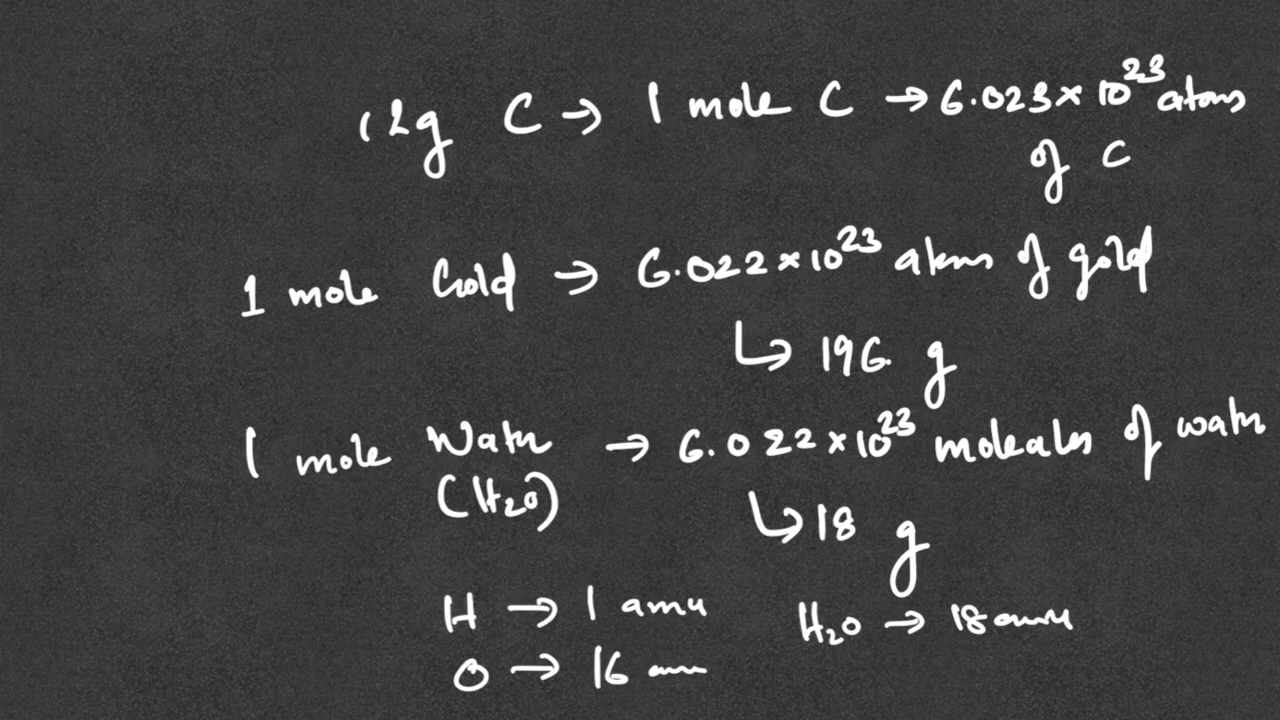 12g C → 1 mole C → 6.023 × 10²³ atoms
of C
1 mole Gold → 6.022 × 10²³ atoms of gold
↳ 196. g
1 mole Water → 6.022 × 10²³ molecules of water
(H₂O)
↳ 18 g
H → 1 amu
H₂O → 18 amu
O → 16 amu